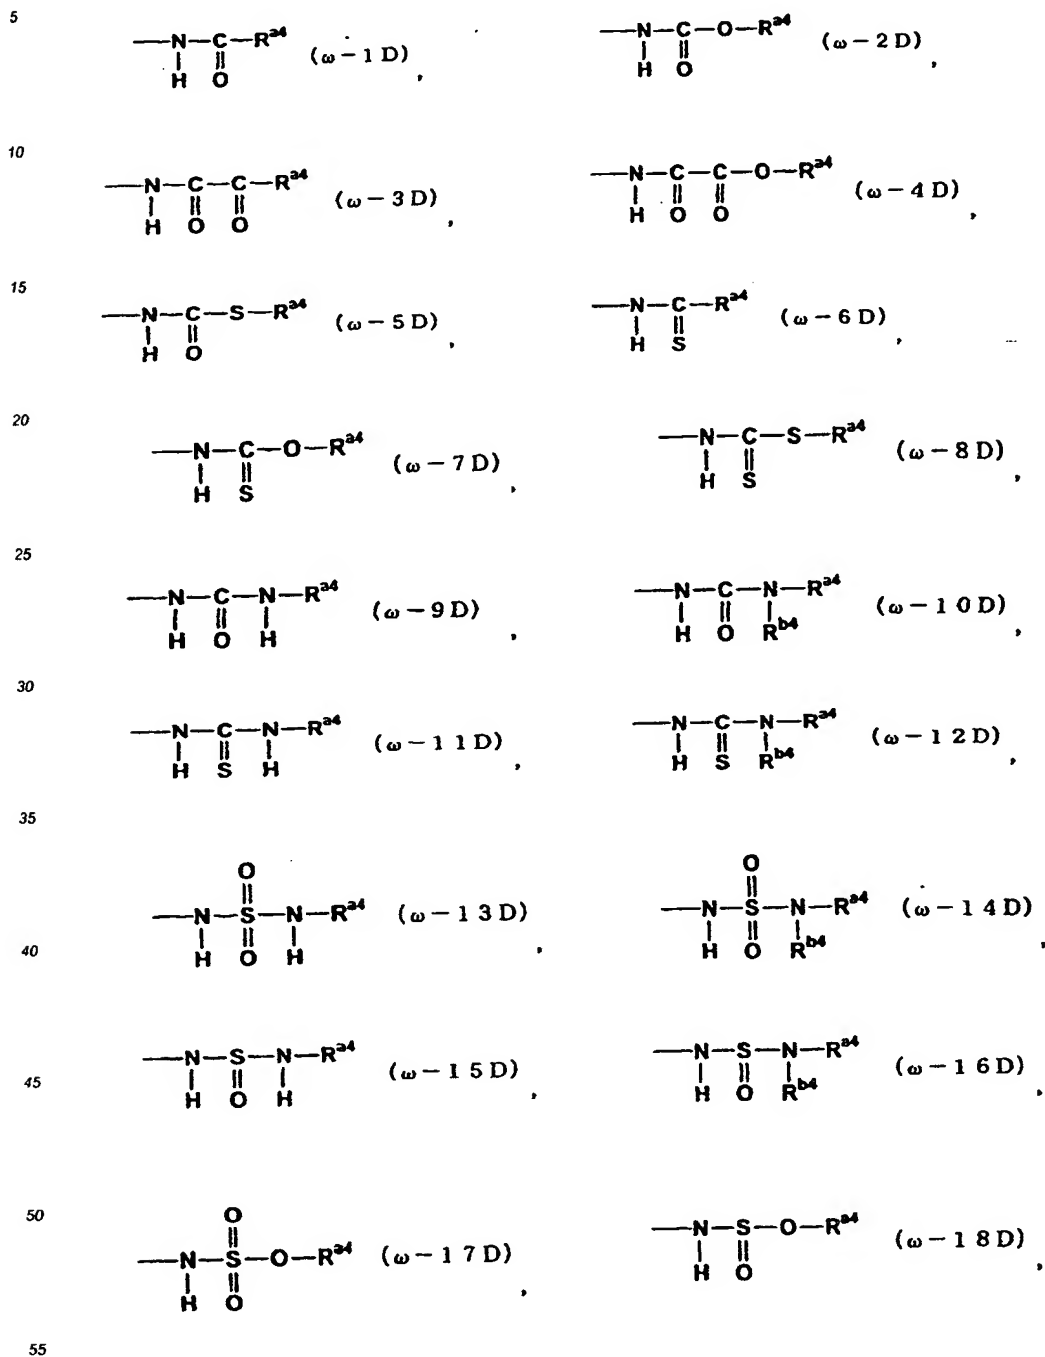 5
—N—C—R^a4 (ω-1D), —N—C—O—R^a4 (ω-2D),
H O H O
10
—N—C—C—R^a4 (ω-3D), —N—C—C—O—R^a4 (ω-4D),
H O O H O O
15
—N—C—S—R^a4 (ω-5D), —N—C—R^a4 (ω-6D),
H O H S
20
—N—C—O—R^a4 (ω-7D), —N—C—S—R^a4 (ω-8D),
H S H S
25
—N—C—N—R^a4 (ω-9D), —N—C—N—R^a4 (ω-10D),
H O H H O R^b4
30
—N—C—N—R^a4 (ω-11D), —N—C—N—R^a4 (ω-12D),
H S H H S R^b4
35
O O
—N—S—N—R^a4 (ω-13D), —N—S—N—R^a4 (ω-14D),
40 H O H H O R^b4
—N—S—N—R^a4 (ω-15D), —N—S—N—R^a4 (ω-16D),
45 H O H H O R^b4
50 O
—N—S—O—R^a4 (ω-17D), —N—S—O—R^a4 (ω-18D),
H O H O
55